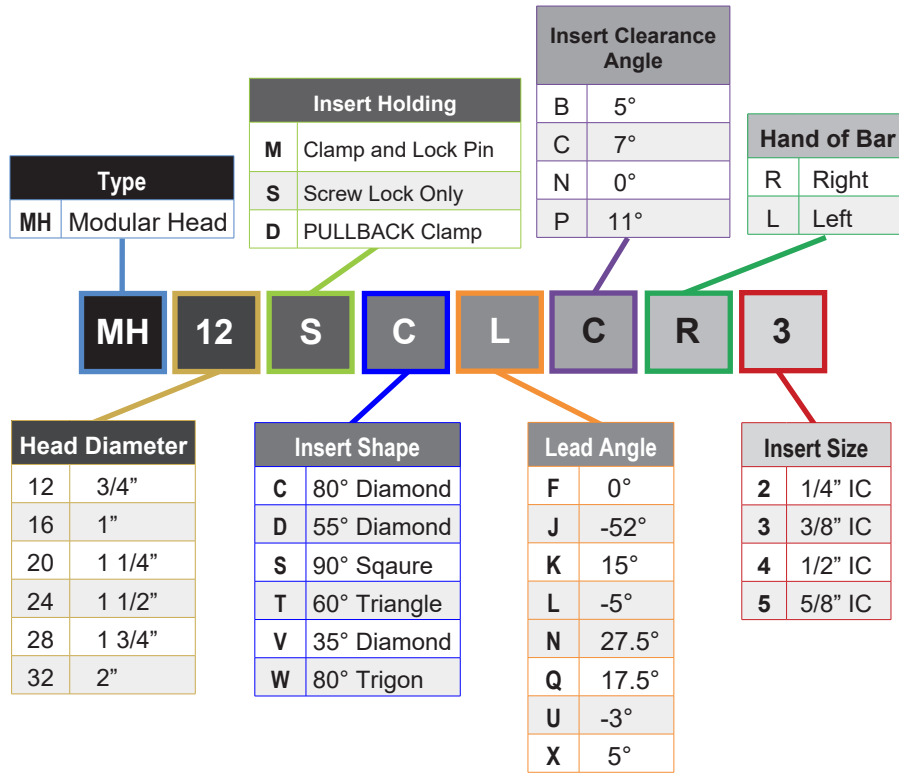 Insert Clearance
Angle
B 5°
C 7°
N 0°
P 11°
Insert Holding
M Clamp and Lock Pin
S Screw Lock Only
D PULLBACK Clamp
Hand of Bar
R Right
L Left
Type
MH Modular Head
MH 12 S C L C R 3
Head Diameter
12 3/4”
16 1”
20 1 1/4”
24 1 1/2”
28 1 3/4”
32 2”
Insert Shape
C 80° Diamond
D 55° Diamond
S 90° Sqaure
T 60° Triangle
V 35° Diamond
W 80° Trigon
Lead Angle
F 0°
J -52°
K 15°
L -5°
N 27.5°
Q 17.5°
U -3°
X 5°
Insert Size
2 1/4” IC
3 3/8” IC
4 1/2” IC
5 5/8” IC